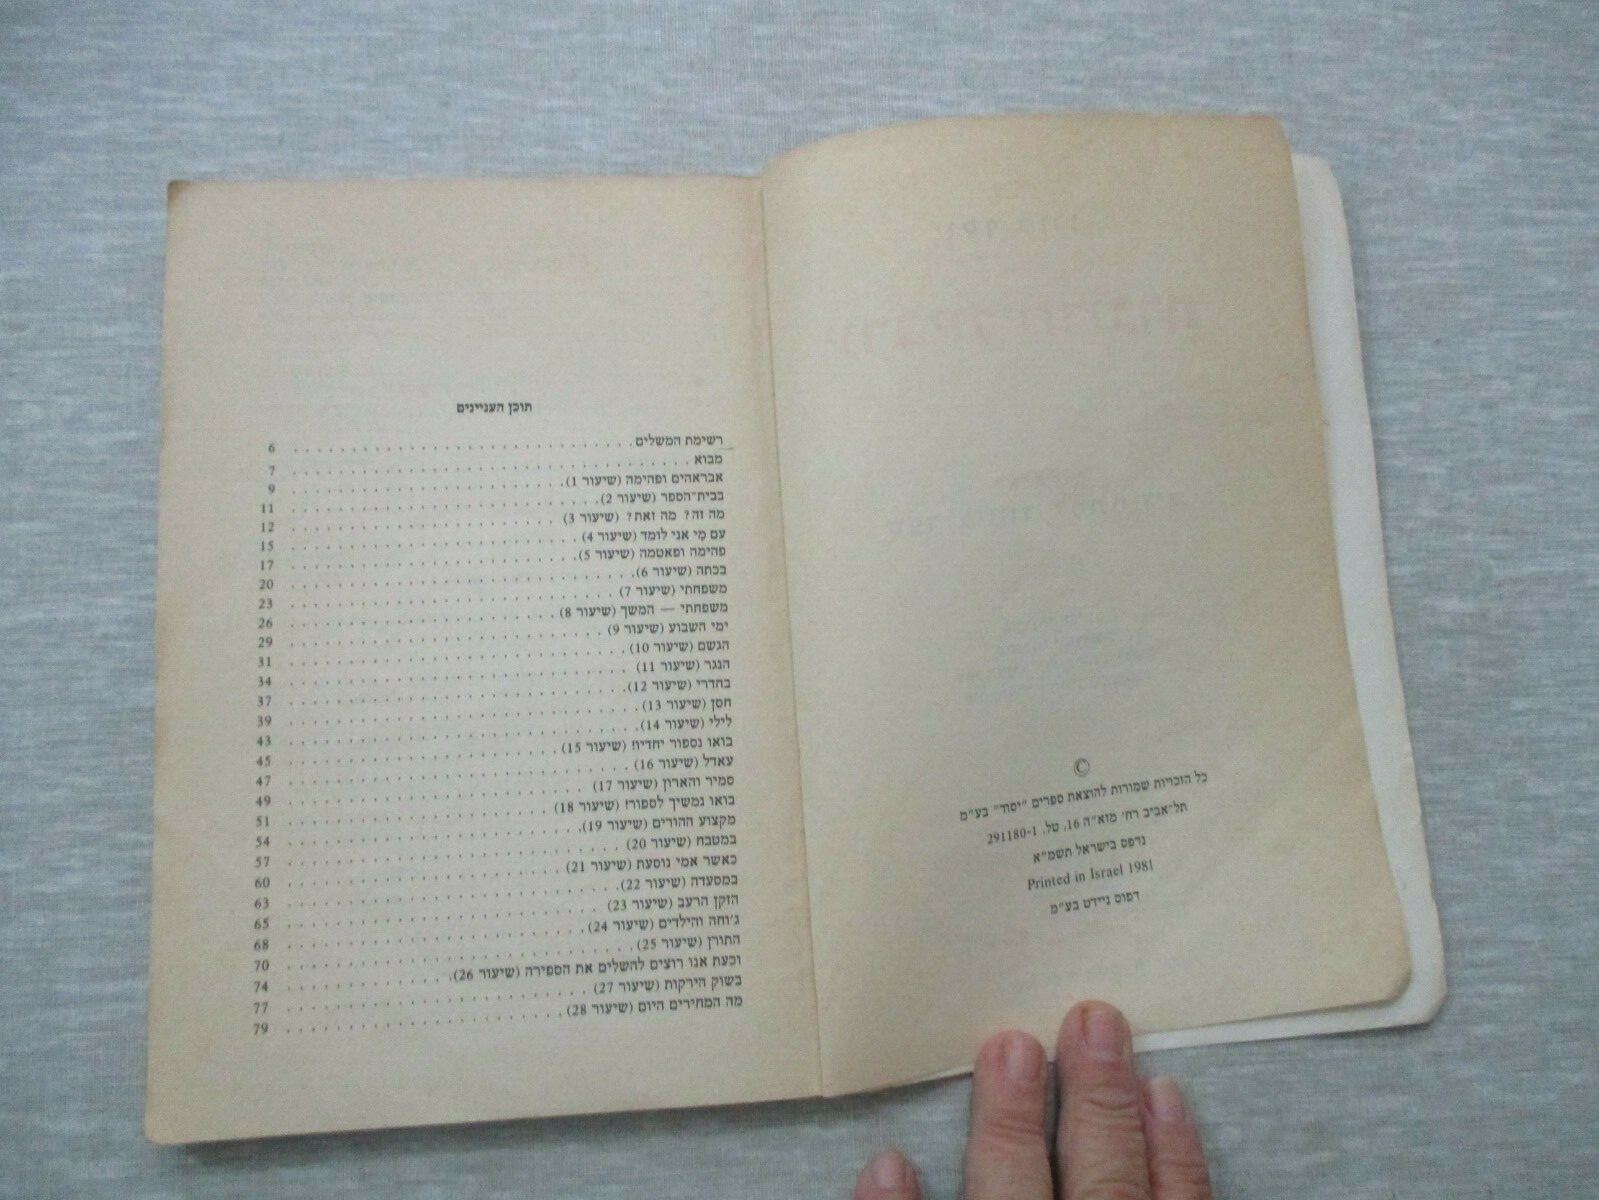 ©
כל הזכויות שמורות להוצאת ספרים "יסוד" בע"מ
תל־אביב רח' מזא"ה 16, טל. 291180-1
נדפס בישראל תשמ"א
Printed in Israel 1981
דפוס ניידט בע"מ
תוכן העניינים
רשימת המשלים 6
מבוא 7
אבראהים ופהימה (שיעור 1) 9
בבית־הספר (שיעור 2) 11
מה זה? מה זאת? (שיעור 3) 12
עם מי אני לומד (שיעור 4) 15
פהימה ופאטמה (שיעור 5) 17
בכתה (שיעור 6) 20
משפחתי (שיעור 7) 23
משפחתי — המשך (שיעור 8) 26
ימי השבוע (שיעור 9) 29
הגשם (שיעור 10) 31
הנגר (שיעור 11) 34
בחדרי (שיעור 12) 37
חסן (שיעור 13) 39
לילי (שיעור 14) 43
בואו נספור יחדיו! (שיעור 15) 45
עאדל (שיעור 16) 47
סמיר והארון (שיעור 17) 49
בואו נמשיך לספור! (שיעור 18) 51
מקצוע ההורים (שיעור 19) 54
במטבח (שיעור 20) 57
כאשר אמי נוסעת (שיעור 21) 60
במסעדה (שיעור 22) 63
הזקן הרעב (שיעור 23) 65
ג'וחה והילדים (שיעור 24) 68
התורן (שיעור 25) 70
וכעת אנו רוצים להשלים את הספירה (שיעור 26) 74
בשוק הירקות (שיעור 27) 77
מה המחירים היום (שיעור 28) 79